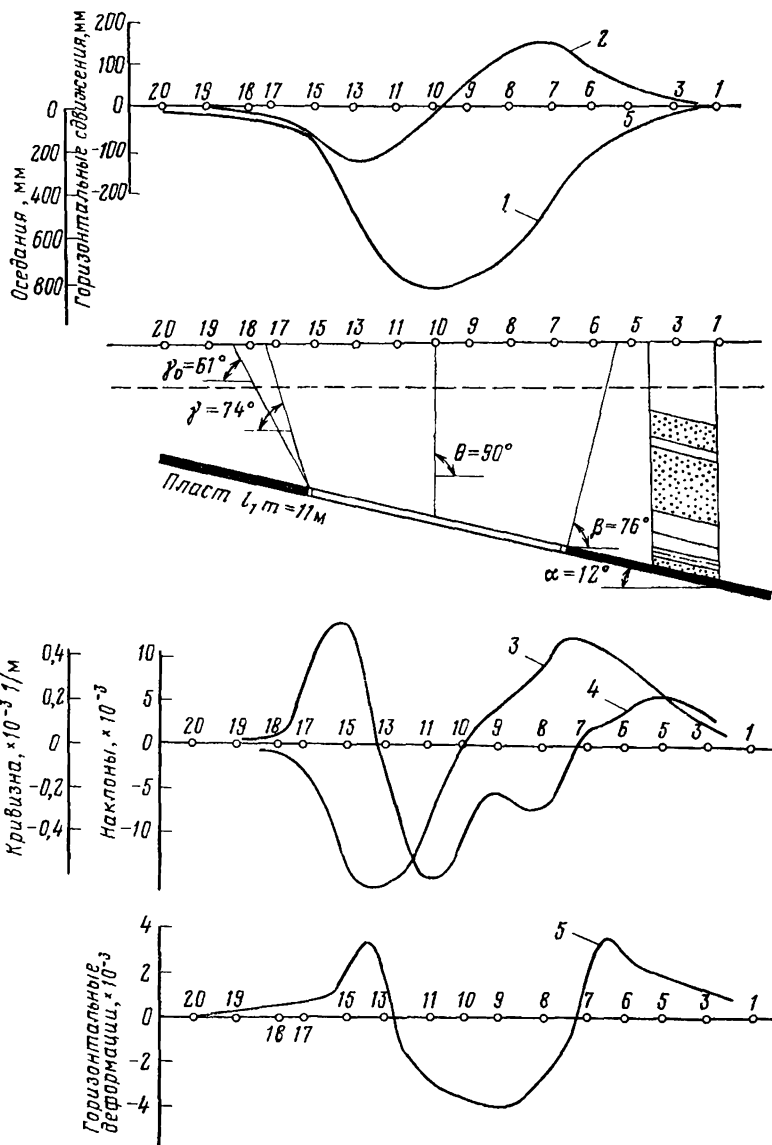 Оседания, мм
0
200
400
600
800
Горизонтальные сдвижения, мм
200
100
0
-100
-200
20 19 18 17 15 13 11 10 9 8 7 6 5 3 1
2
1
20 19 18 17 15 13 11 10 9 8 7 6 5 3 1
γ₀=61°
γ=74°
θ=90°
β=76°
α=12°
Пласт l, m=11м
Кривизна, ×10⁻³ 1/м
0,4
0,2
0
-0,2
-0,4
Наклоны, ×10⁻³
10
5
0
-5
-10
20 19 18 17 15 13 11 10 9 8 7 6 5 3 1
3
4
Горизонтальные
деформации, ×10⁻³
4
2
0
-2
-4
20 19 18 17 15 13 11 10 9 8 7 6 5 3 1
5